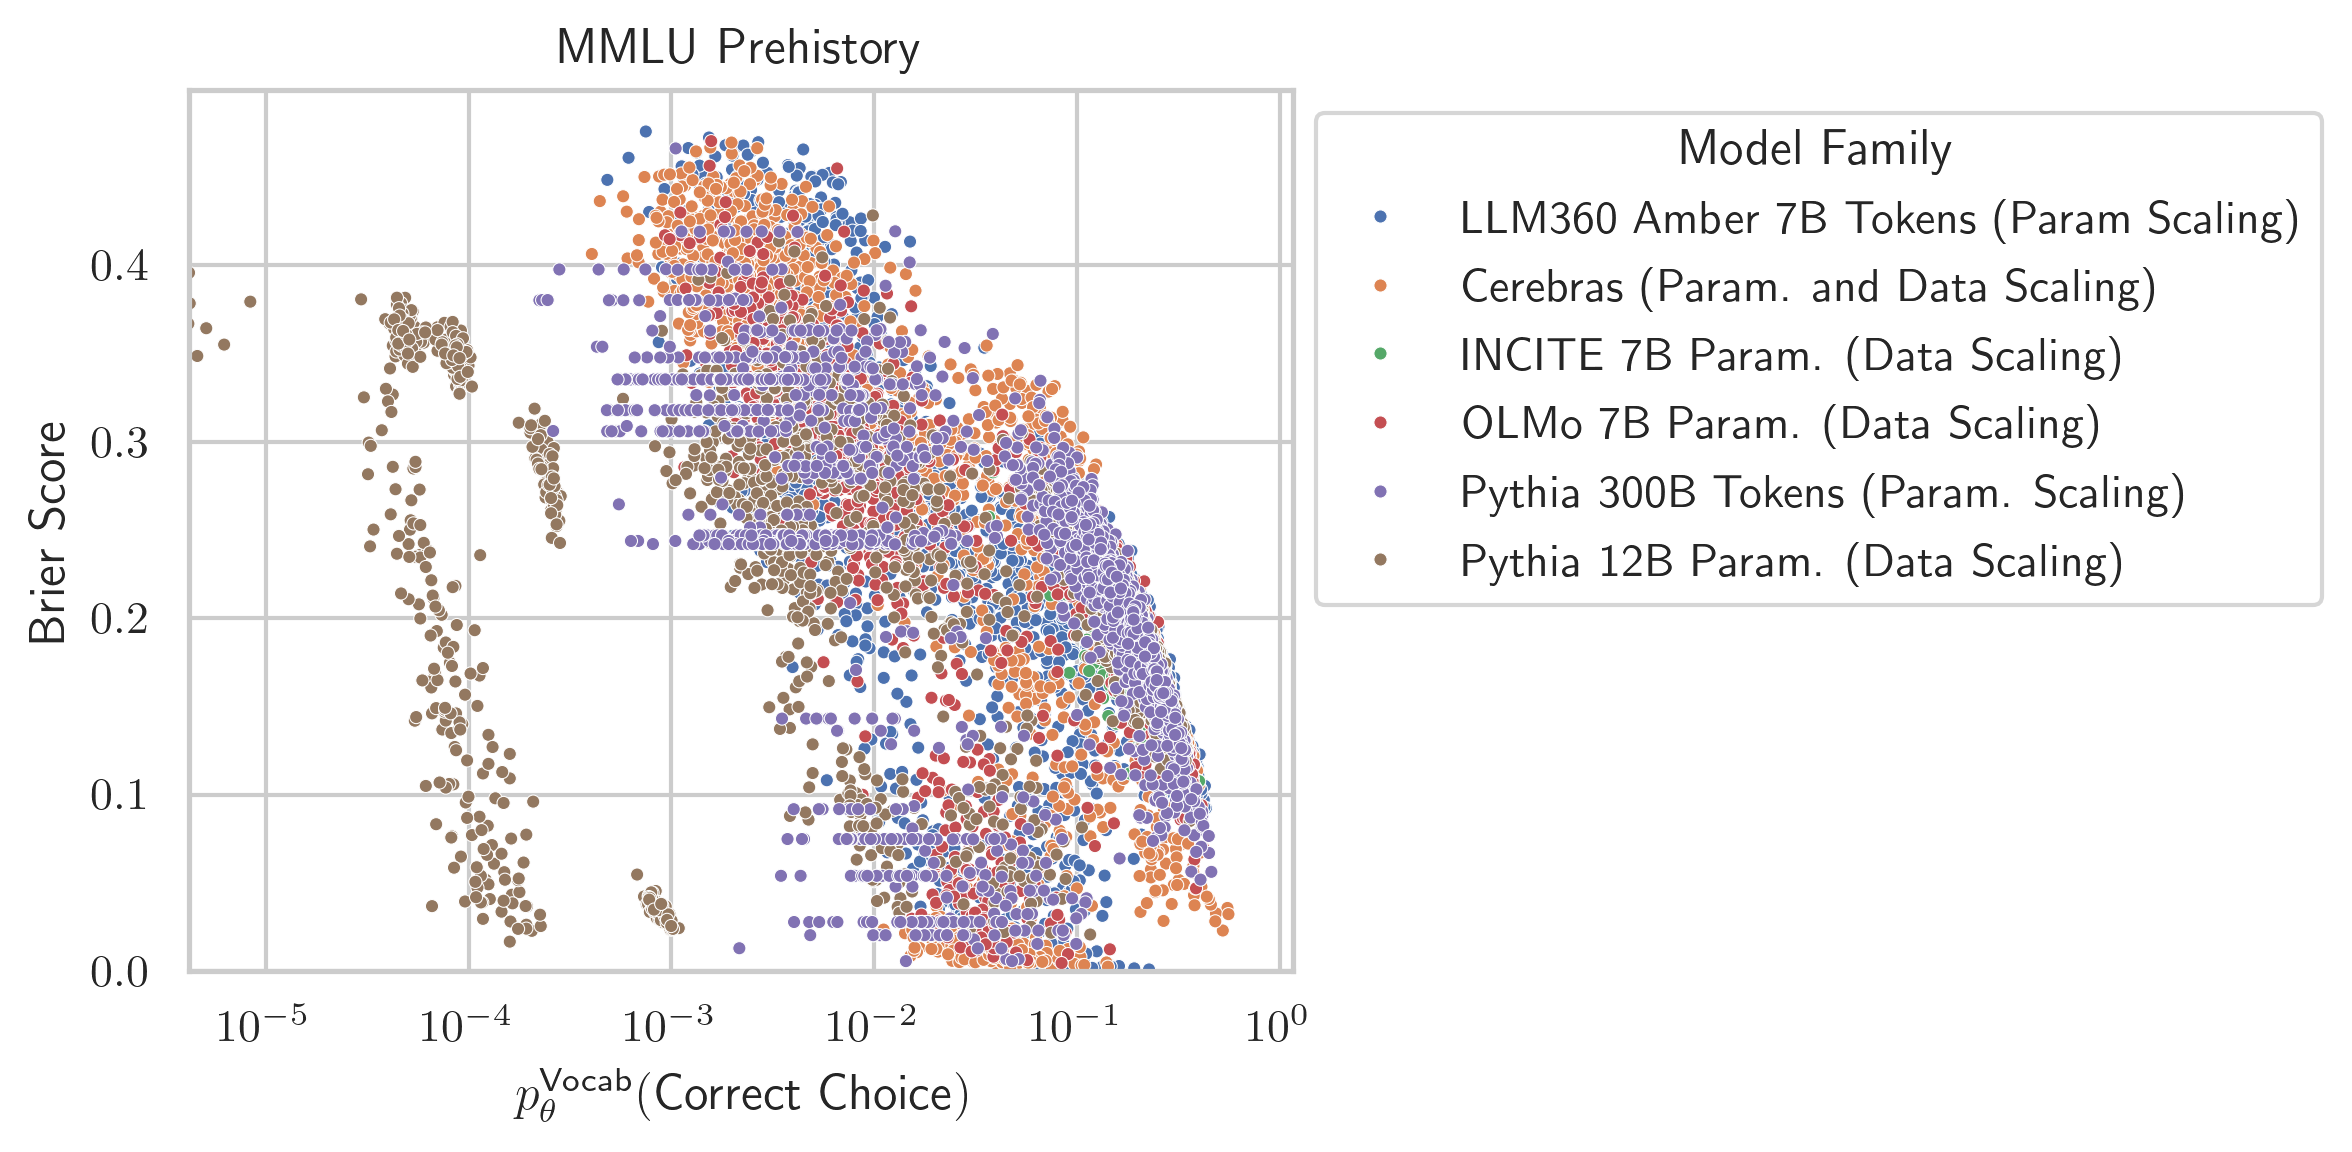 MMLU Prehistory
Model Family
LLM360 Amber 7B Tokens (Param Scaling)
Cerebras (Param. and Data Scaling)
INCITE 7B Param. (Data Scaling)
OLMo 7B Param. (Data Scaling)
Pythia 300B Tokens (Param. Scaling)
Pythia 12B Param. (Data Scaling)
Brier Score
0.4
0.3
0.2
0.1
0.0
10⁻⁵ 10⁻⁴ 10⁻³ 10⁻² 10⁻¹ 10⁰
p_θ^Vocab(Correct Choice)